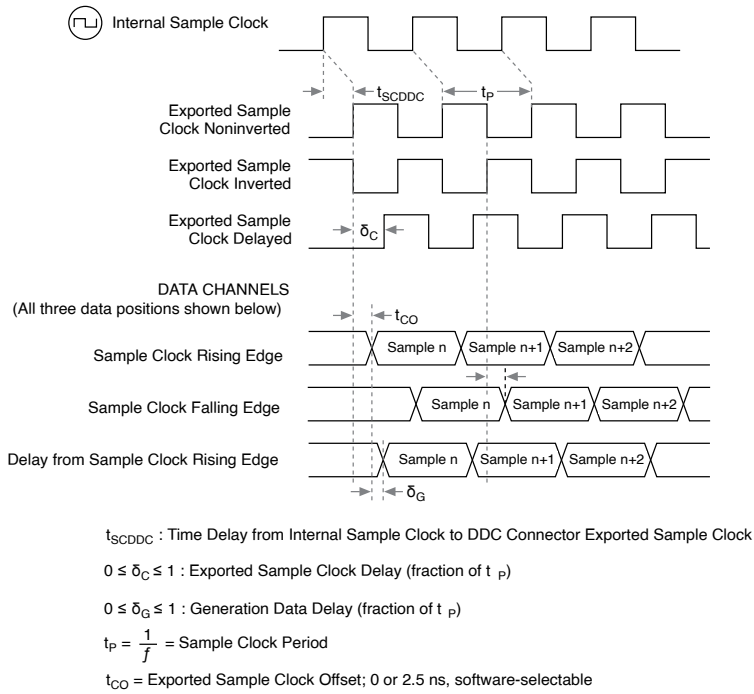 Internal Sample Clock
tSCDDC
tP
Exported Sample
Clock Noninverted
Exported Sample
Clock Inverted
Exported Sample
Clock Delayed
δC
DATA CHANNELS
(All three data positions shown below)
tCO
Sample Clock Rising Edge
Sample n
Sample n+1
Sample n+2
Sample Clock Falling Edge
Sample n
Sample n+1
Sample n+2
Delay from Sample Clock Rising Edge
Sample n
Sample n+1
Sample n+2
δG
tSCDDC : Time Delay from Internal Sample Clock to DDC Connector Exported Sample Clock
0 ≤ δC ≤ 1 : Exported Sample Clock Delay (fraction of t P)
0 ≤ δG ≤ 1 : Generation Data Delay (fraction of t P)
tP = 1/f = Sample Clock Period
tCO = Exported Sample Clock Offset; 0 or 2.5 ns, software-selectable